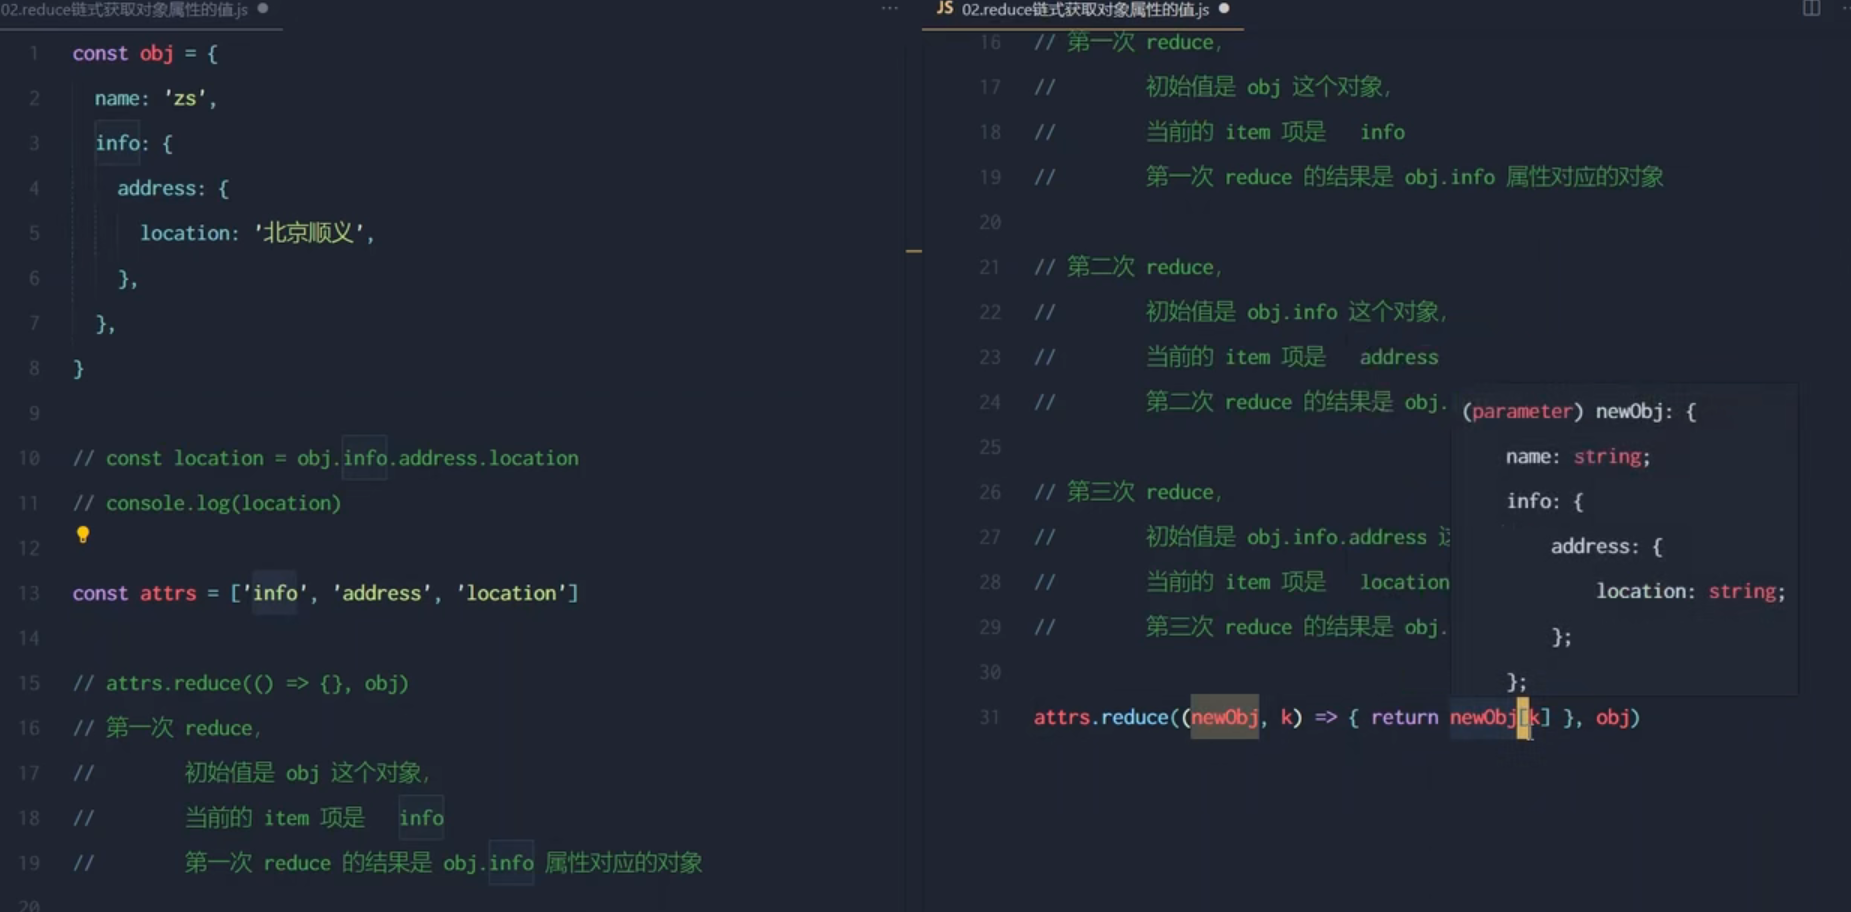 02.reduce链式获取对象属性的值.js
1 const obj = {
2 name: 'zs',
3 info: {
4 address: {
5 location: '北京顺义',
6 },
7 },
8 }
9
10 // const location = obj.info.address.location
11 // console.log(location)
12
13 const attrs = ['info', 'address', 'location']
14
15 // attrs.reduce(() => {}, obj)
16 // 第一次 reduce,
17 // 初始值是 obj 这个对象,
18 // 当前的 item 项是 info
19 // 第一次 reduce 的结果是 obj.info 属性对应的对象
20
JS 02.reduce链式获取对象属性的值.js
16 // 第一次 reduce,
17 // 初始值是 obj 这个对象,
18 // 当前的 item 项是 info
19 // 第一次 reduce 的结果是 obj.info 属性对应的对象
20
21 // 第二次 reduce,
22 // 初始值是 obj.info 这个对象,
23 // 当前的 item 项是 address
24 // 第二次 reduce 的结果是 obj.
25
26 // 第三次 reduce,
27 // 初始值是 obj.info.address
28 // 当前的 item 项是 location
29 // 第三次 reduce 的结果是 obj.
30
31 attrs.reduce((newObj, k) => { return newObj[k] }, obj)
(parameter) newObj: {
name: string;
info: {
address: {
location: string;
};
};